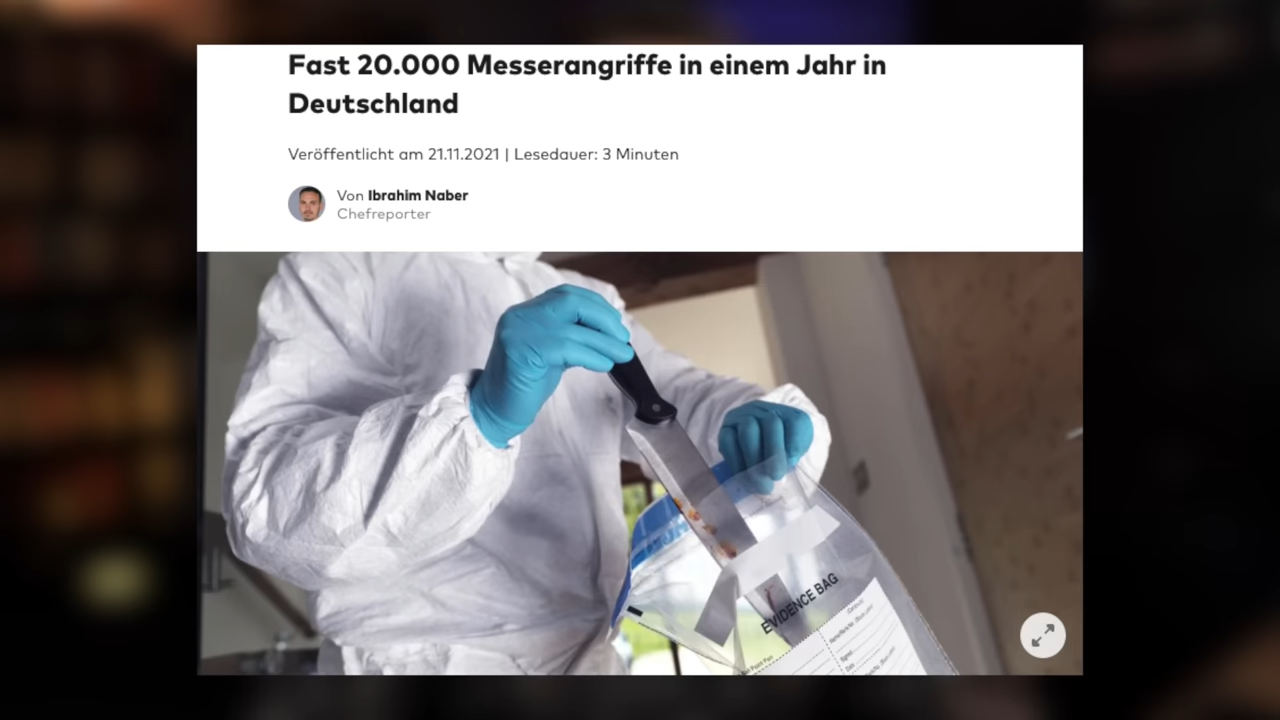 Fast 20.000 Messerangriffe in einem Jahr in
Deutschland
Veröffentlicht am 21.11.2021 | Lesedauer: 3 Minuten
Von Ibrahim Naber
Chefreporter
EVIDENCE BAG